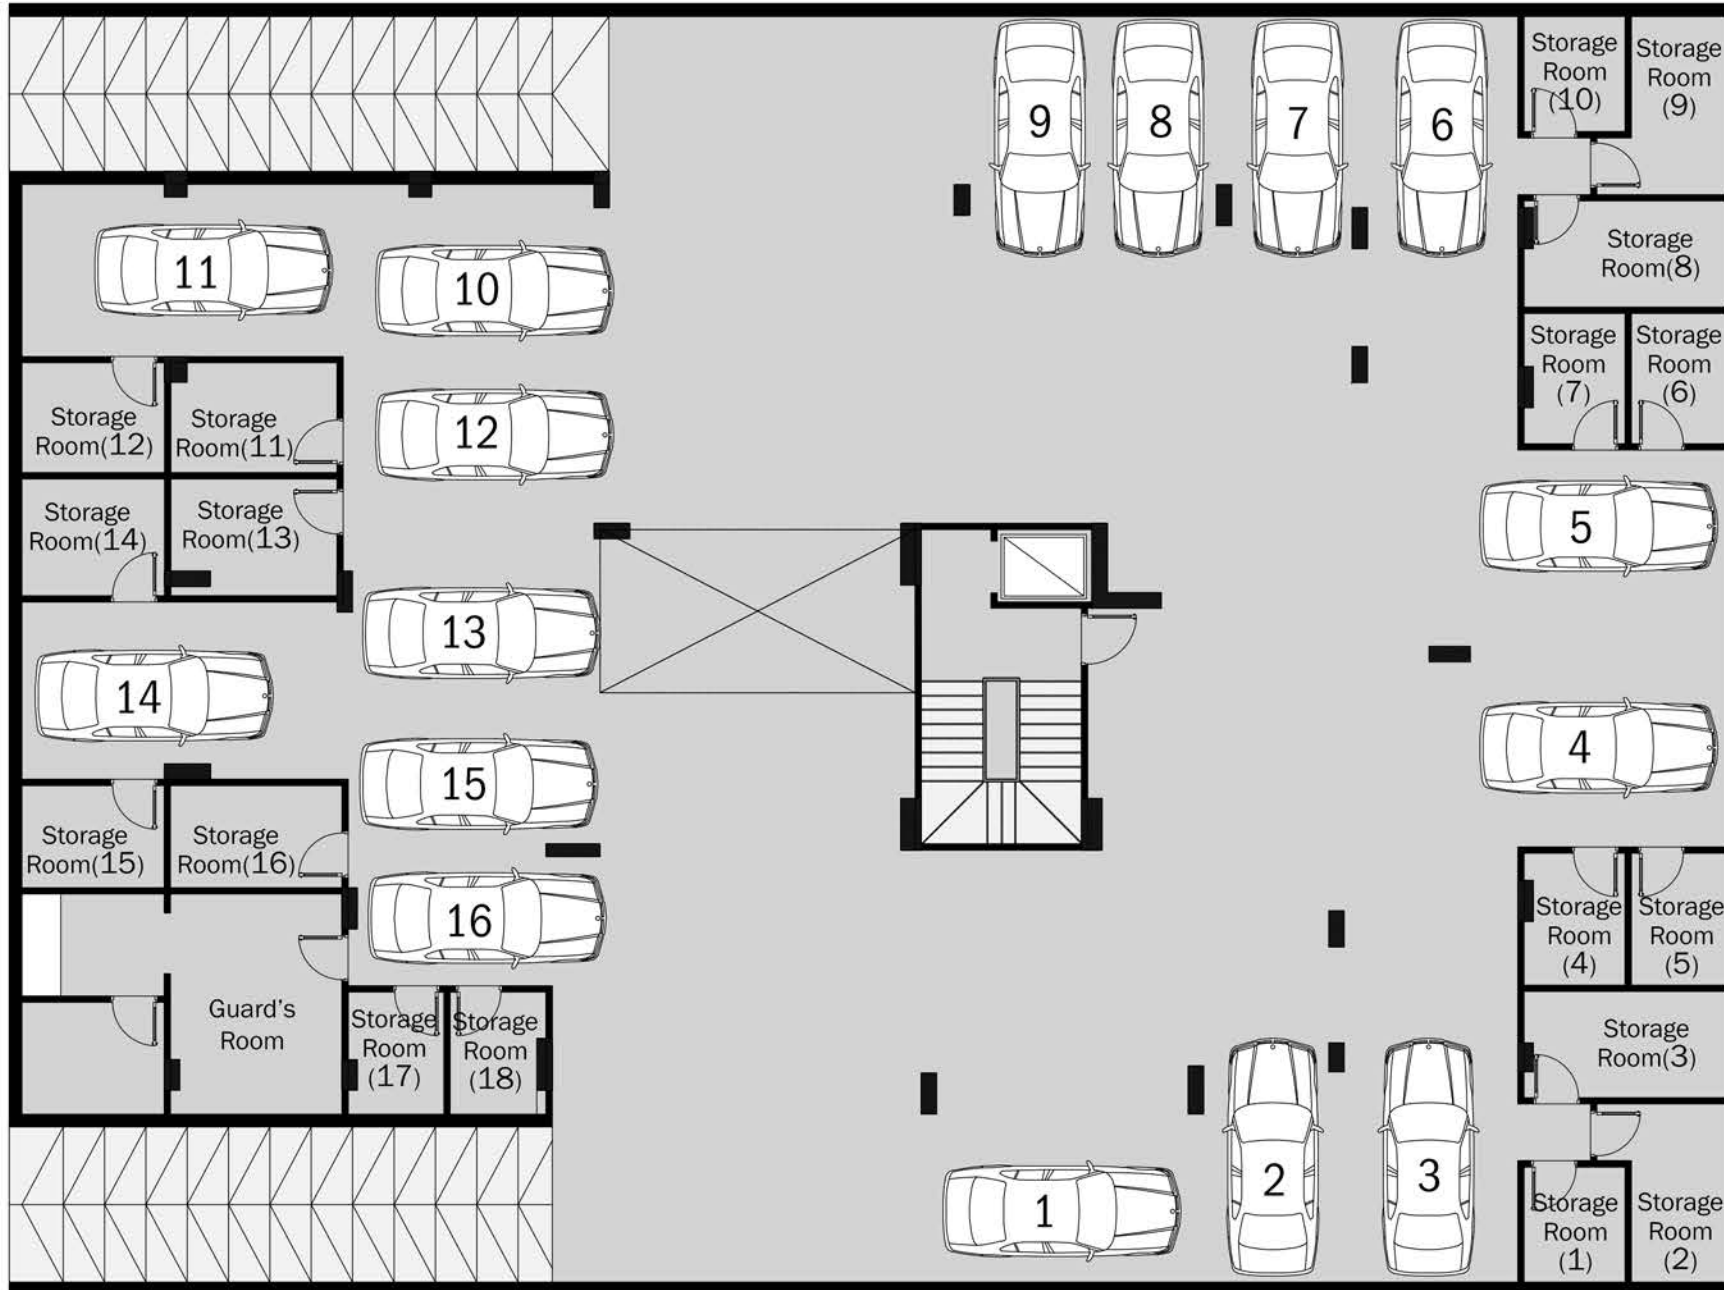 9
8
7
6
Storage
Room
(10)
Storage
Room
(9)
11
10
Storage
Room(8)
Storage
Room
(7)
Storage
Room
(6)
12
Storage
Room(12)
Storage
Room(11)
Storage
Room(14)
Storage
Room(13)
5
13
14
4
15
Storage
Room(15)
Storage
Room(16)
16
Storage
Room
(4)
Storage
Room
(5)
Guard's
Room
Storage
Room
(17)
Storage
Room
(18)
Storage
Room(3)
1
2
3
Storage
Room
(1)
Storage
Room
(2)